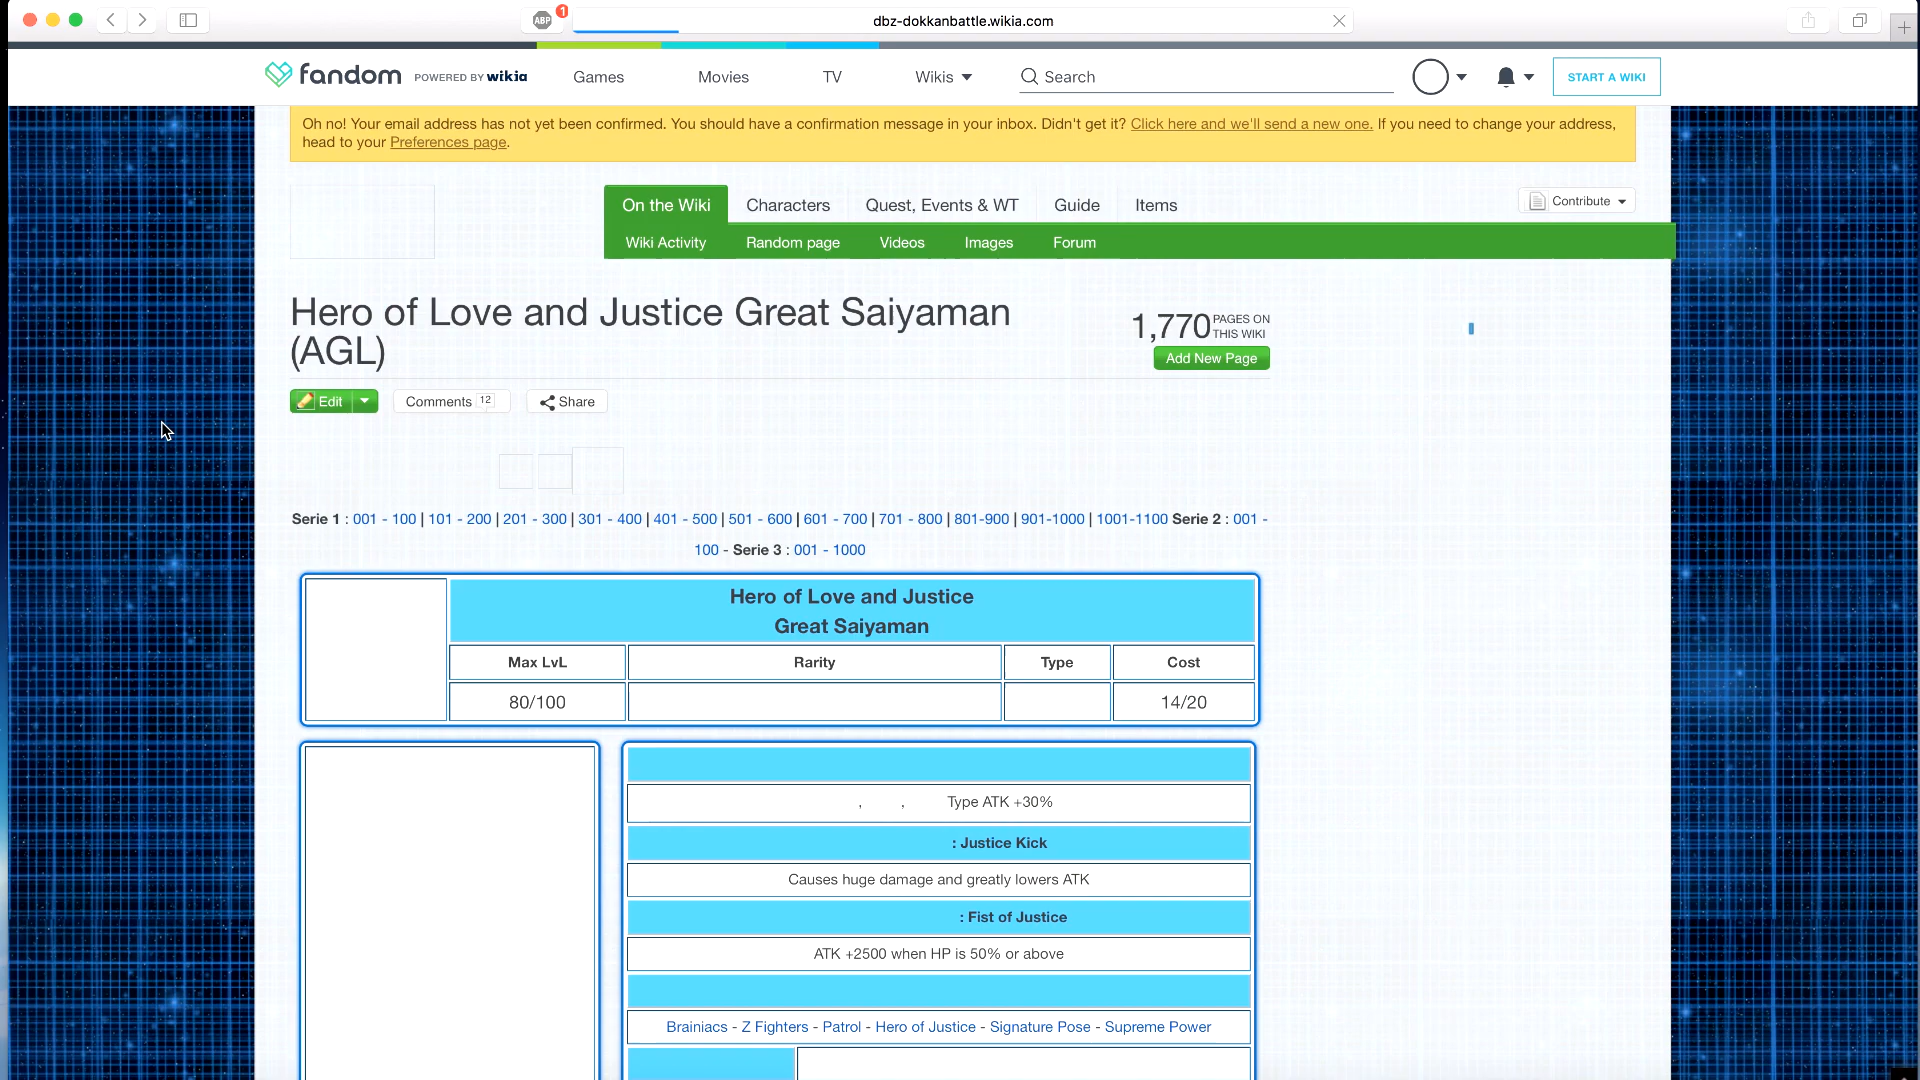 ABP 1 dbz-dokkanbattle.wikia.com
fandom POWERED BY wikia Games Movies TV Wikis Search START A WIKI
Oh no! Your email address has not yet been confirmed. You should have a confirmation message in your inbox. Didn't get it? Click here and we'll send a new one. If you need to change your address,
head to your Preferences page.
On the Wiki Characters Quest, Events & WT Guide Items Contribute
Wiki Activity Random page Videos Images Forum
Hero of Love and Justice Great Saiyaman
(AGL)
1,770 PAGES ON
THIS WIKI
Add New Page
Edit Comments 12 Share
Serie 1 : 001 - 100 | 101 - 200 | 201 - 300 | 301 - 400 | 401 - 500 | 501 - 600 | 601 - 700 | 701 - 800 | 801-900 | 901-1000 | 1001-1100 Serie 2 : 001 -
100 - Serie 3 : 001 - 1000
Hero of Love and Justice
Great Saiyaman
Max LvL Rarity Type Cost
80/100 14/20
, , Type ATK +30%
: Justice Kick
Causes huge damage and greatly lowers ATK
: Fist of Justice
ATK +2500 when HP is 50% or above
Brainiacs - Z Fighters - Patrol - Hero of Justice - Signature Pose - Supreme Power